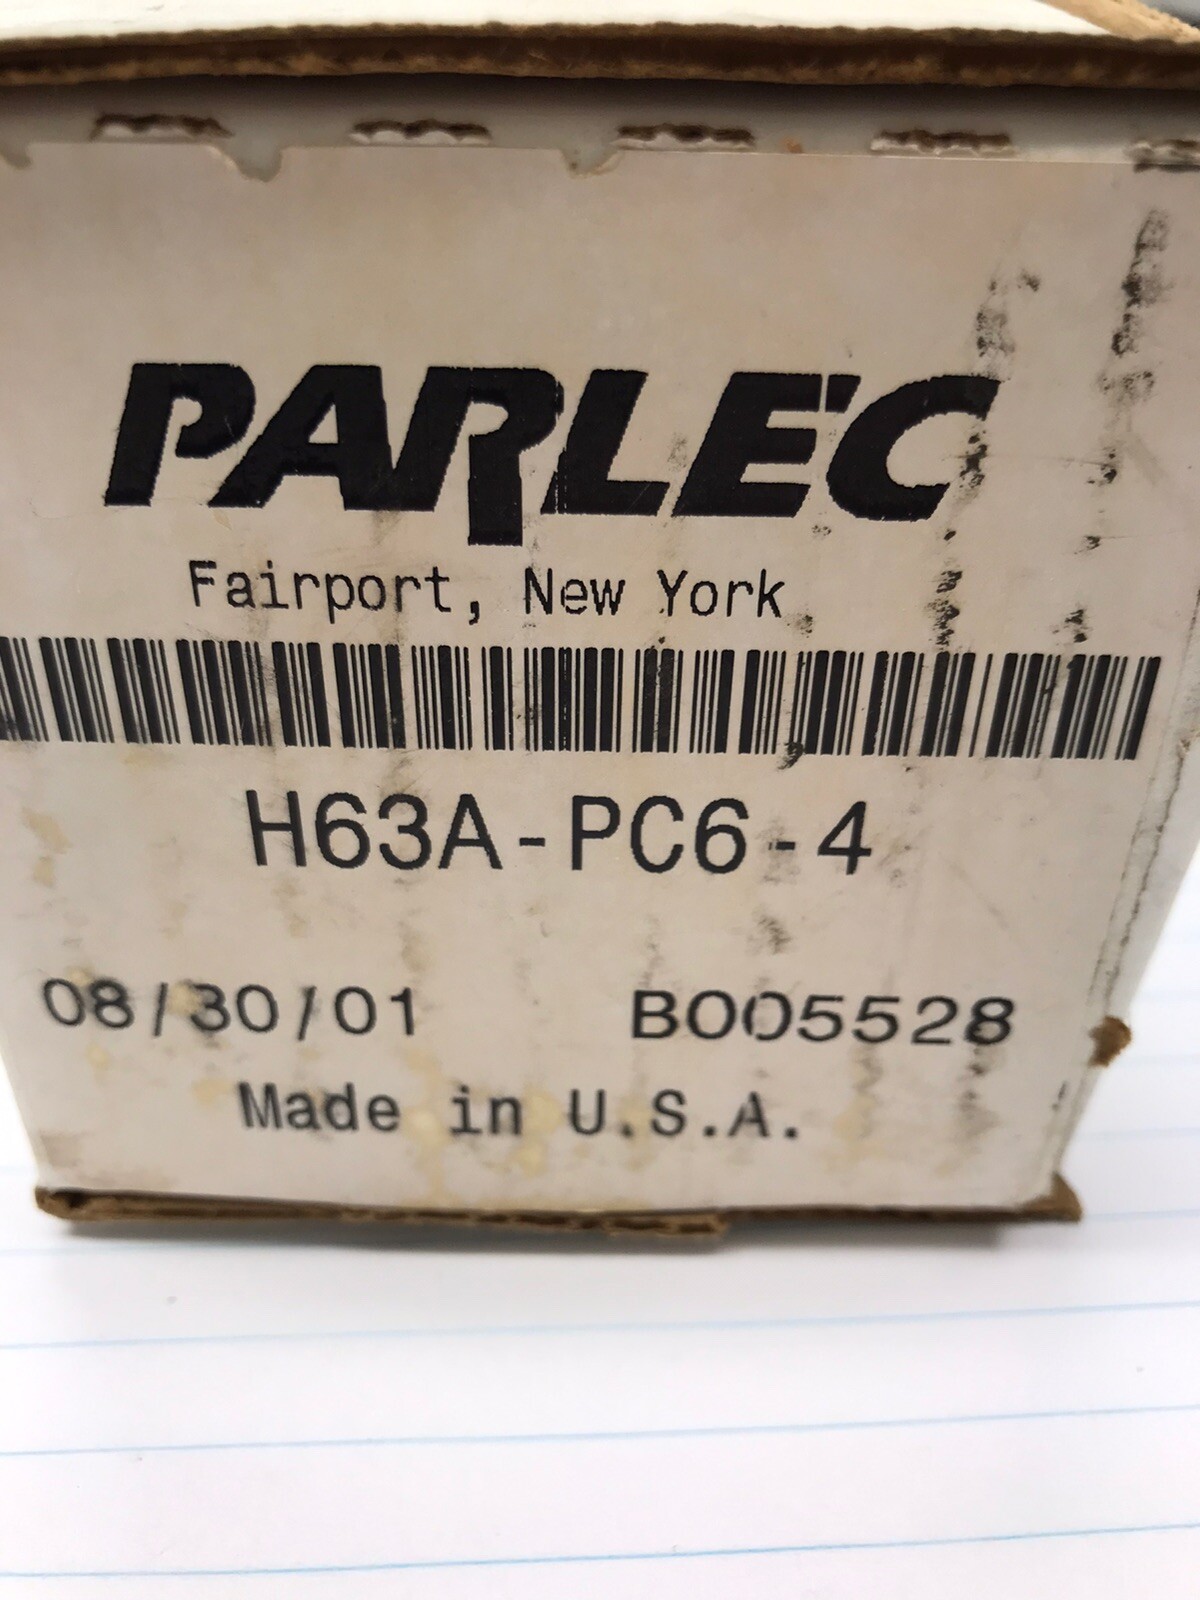 PARLEC
Fairport, New York
H63A-PC6-4
08/30/01 B005528
Made in U.S.A.